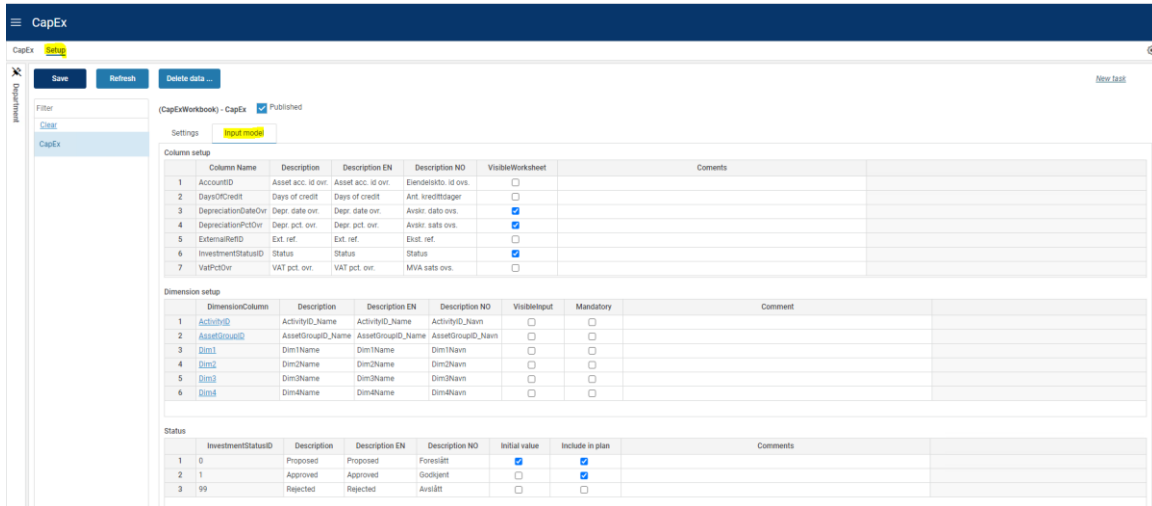 CapEx
CapEx Setup
Department
Save Refresh Delete data ... New task
Filter
Clear
CapEx
(CapExWorkbook) - CapEx Published
Settings Input model
Column setup
Column Name Description Description EN Description NO VisibleWorksheet Coments
1 AccountID Asset acc. id ovr. Asset acc. id ovr. Eiendelskto. id ovs.
2 DaysOfCredit Days of credit Days of credit Ant. kredittdager
3 DepreciationDateOvr Depr. date ovr. Depr. date ovr. Avskr. dato ovs.
4 DepreciationPctOvr Depr. pct. ovr. Depr. pct. ovr. Avskr. sats ovs.
5 ExternalRefID Ext. ref. Ext. ref. Ekst. ref.
6 InvestmentStatusID Status Status Status
7 VatPctOvr VAT pct. ovr. VAT pct. ovr. MVA sats ovs.
Dimension setup
DimensionColumn Description Description EN Description NO VisibleInput Mandatory Comment
1 ActivityID ActivityID_Name ActivityID_Name ActivityID_Navn
2 AssetGroupID AssetGroupID_Name AssetGroupID_Name AssetGroupID_Navn
3 Dim1 Dim1Name Dim1Name Dim1Navn
4 Dim2 Dim2Name Dim2Name Dim2Navn
5 Dim3 Dim3Name Dim3Name Dim3Navn
6 Dim4 Dim4Name Dim4Name Dim4Navn
Status
InvestmentStatusID Description Description EN Description NO Initial value Include in plan Comments
1 0 Proposed Proposed Foreslått
2 1 Approved Approved Godkjent
3 99 Rejected Rejected Avslått